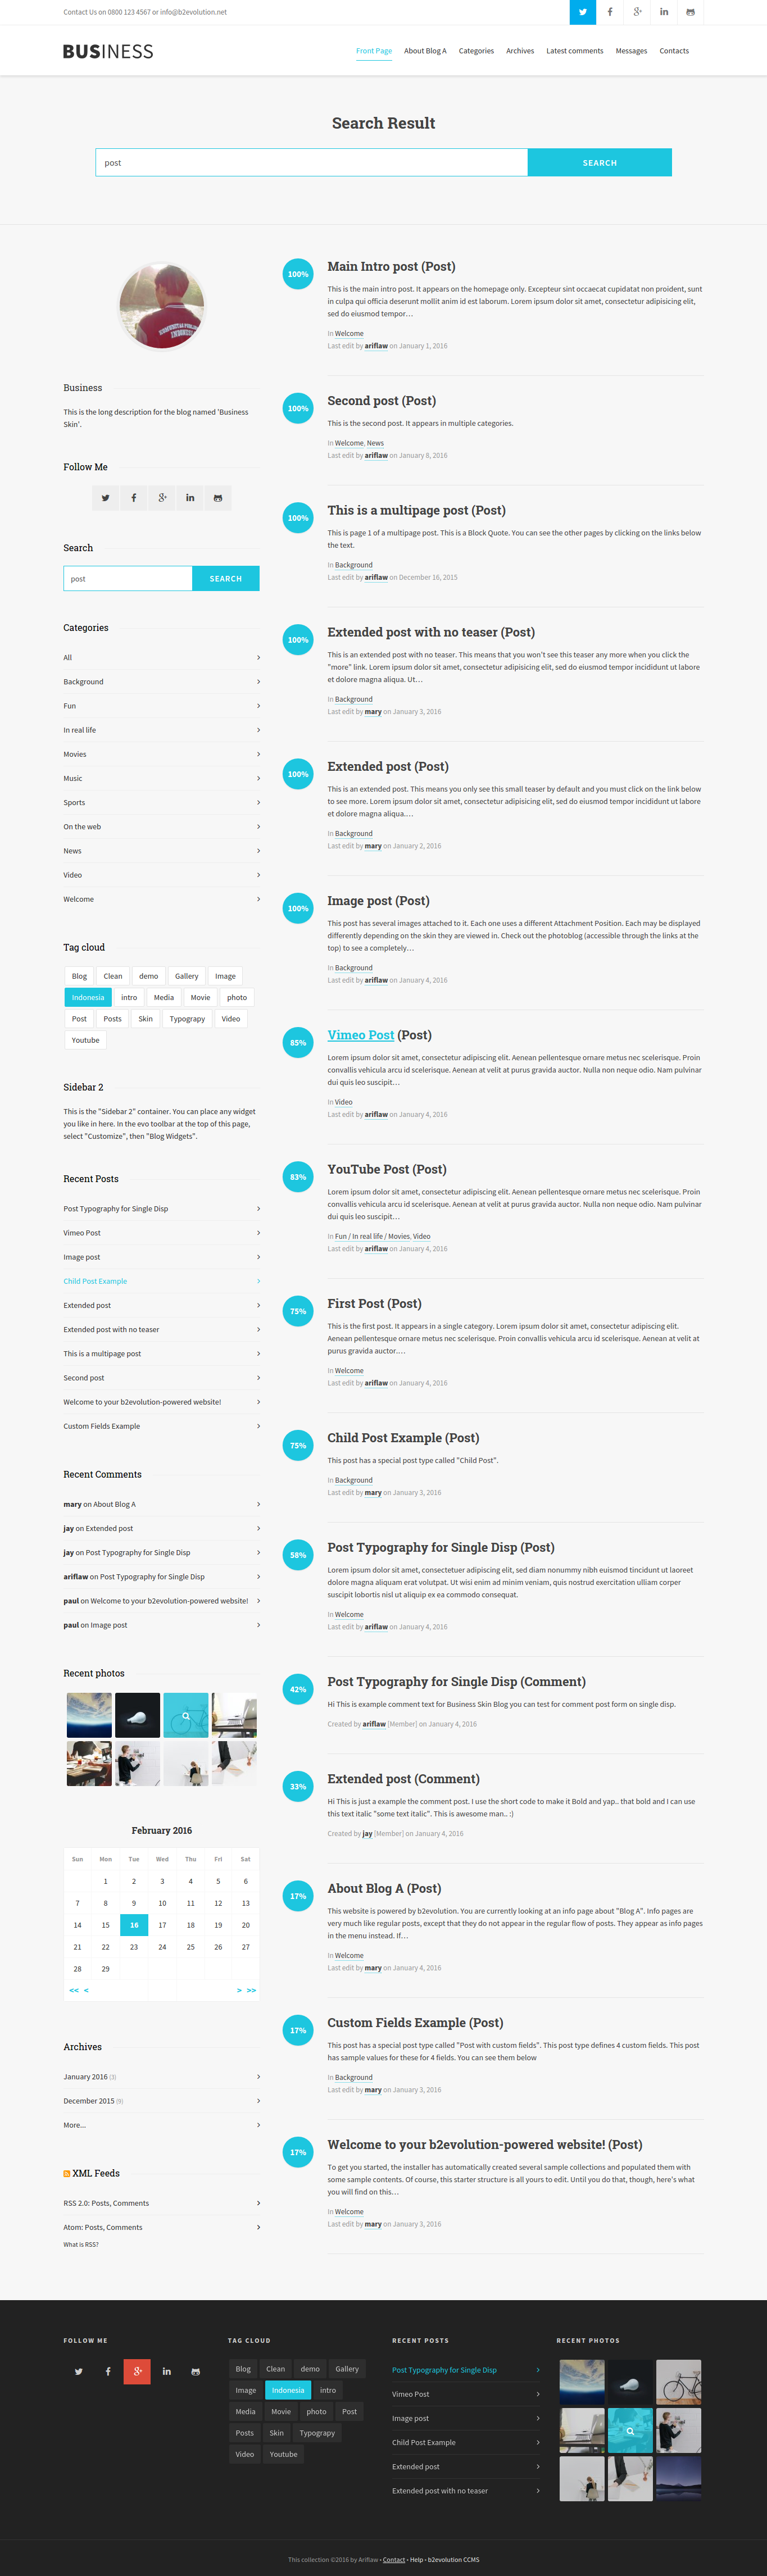 Contact Us on 0800 123 4567 or info@b2evolution.net
BUSINESS
Front Page About Blog A Categories Archives Latest comments Messages Contacts
Search Result
post SEARCH
Business
This is the long description for the blog named 'Business
Skin'.
Follow Me
Search
post SEARCH
Categories
All
Background
Fun
In real life
Movies
Music
Sports
On the web
News
Video
Welcome
Tag cloud
Blog Clean demo Gallery Image
Indonesia intro Media Movie photo
Post Posts Skin Typograpy Video
Youtube
Sidebar 2
This is the "Sidebar 2" container. You can place any widget
you like in here. In the evo toolbar at the top of this page,
select "Customize", then "Blog Widgets".
Recent Posts
Post Typography for Single Disp
Vimeo Post
Image post
Child Post Example
Extended post
Extended post with no teaser
This is a multipage post
Second post
Welcome to your b2evolution-powered website!
Custom Fields Example
Recent Comments
mary on About Blog A
jay on Extended post
jay on Post Typography for Single Disp
ariflaw on Post Typography for Single Disp
paul on Welcome to your b2evolution-powered website!
paul on Image post
Recent photos
February 2016
Sun Mon Tue Wed Thu Fri Sat
1 2 3 4 5 6
7 8 9 10 11 12 13
14 15 16 17 18 19 20
21 22 23 24 25 26 27
28 29
<< < > >>
Archives
January 2016 (3)
December 2015 (9)
More...
XML Feeds
RSS 2.0: Posts, Comments
Atom: Posts, Comments
What is RSS?
100% Main Intro post (Post)
This is the main intro post. It appears on the homepage only. Excepteur sint occaecat cupidatat non proident, sunt
in culpa qui officia deserunt mollit anim id est laborum. Lorem ipsum dolor sit amet, consectetur adipisicing elit,
sed do eiusmod tempor…
In Welcome
Last edit by ariflaw on January 1, 2016
100% Second post (Post)
This is the second post. It appears in multiple categories.
In Welcome, News
Last edit by ariflaw on January 8, 2016
100% This is a multipage post (Post)
This is page 1 of a multipage post. This is a Block Quote. You can see the other pages by clicking on the links below
the text.
In Background
Last edit by ariflaw on December 16, 2015
100% Extended post with no teaser (Post)
This is an extended post with no teaser. This means that you won't see this teaser any more when you click the
"more" link. Lorem ipsum dolor sit amet, consectetur adipisicing elit, sed do eiusmod tempor incididunt ut labore
et dolore magna aliqua. Ut…
In Background
Last edit by mary on January 3, 2016
100% Extended post (Post)
This is an extended post. This means you only see this small teaser by default and you must click on the link below
to see more. Lorem ipsum dolor sit amet, consectetur adipisicing elit, sed do eiusmod tempor incididunt ut labore
et dolore magna aliqua.…
In Background
Last edit by mary on January 2, 2016
100% Image post (Post)
This post has several images attached to it. Each one uses a different Attachment Position. Each may be displayed
differently depending on the skin they are viewed in. Check out the photoblog (accessible through the links at the
top) to see a completely…
In Background
Last edit by ariflaw on January 4, 2016
85% Vimeo Post (Post)
Lorem ipsum dolor sit amet, consectetur adipiscing elit. Aenean pellentesque ornare metus nec scelerisque. Proin
convallis vehicula arcu id scelerisque. Aenean at velit at purus gravida auctor. Nulla non neque odio. Nam pulvinar
dui quis leo suscipit…
In Video
Last edit by ariflaw on January 4, 2016
83% YouTube Post (Post)
Lorem ipsum dolor sit amet, consectetur adipiscing elit. Aenean pellentesque ornare metus nec scelerisque. Proin
convallis vehicula arcu id scelerisque. Aenean at velit at purus gravida auctor. Nulla non neque odio. Nam pulvinar
dui quis leo suscipit…
In Fun / In real life / Movies, Video
Last edit by ariflaw on January 4, 2016
75% First Post (Post)
This is the first post. It appears in a single category. Lorem ipsum dolor sit amet, consectetur adipiscing elit.
Aenean pellentesque ornare metus nec scelerisque. Proin convallis vehicula arcu id scelerisque. Aenean at velit at
purus gravida auctor.…
In Welcome
Last edit by ariflaw on January 4, 2016
75% Child Post Example (Post)
This post has a special post type called "Child Post".
In Background
Last edit by mary on January 3, 2016
58% Post Typography for Single Disp (Post)
Lorem ipsum dolor sit amet, consectetuer adipiscing elit, sed diam nonummy nibh euismod tincidunt ut laoreet
dolore magna aliquam erat volutpat. Ut wisi enim ad minim veniam, quis nostrud exercitation ulliam corper
suscipit lobortis nisl ut aliquip ex ea commodo consequat.
In Welcome
Last edit by ariflaw on January 4, 2016
42% Post Typography for Single Disp (Comment)
Hi This is example comment text for Business Skin Blog you can test for comment post form on single disp.
Created by ariflaw [Member] on January 4, 2016
33% Extended post (Comment)
Hi This is just a example the comment post. I use the short code to make it Bold and yap.. that bold and I can use
this text italic "some text italic". This is awesome man.. :)
Created by jay [Member] on January 4, 2016
17% About Blog A (Post)
This website is powered by b2evolution. You are currently looking at an info page about "Blog A". Info pages are
very much like regular posts, except that they do not appear in the regular flow of posts. They appear as info pages
in the menu instead. If…
In Welcome
Last edit by mary on January 4, 2016
17% Custom Fields Example (Post)
This post has a special post type called "Post with custom fields". This post type defines 4 custom fields. This post
has sample values for these for 4 fields. You can see them below
In Background
Last edit by mary on January 3, 2016
17% Welcome to your b2evolution-powered website! (Post)
To get you started, the installer has automatically created several sample collections and populated them with
some sample contents. Of course, this starter structure is all yours to edit. Until you do that, though, here's what
you will find on this…
In Welcome
Last edit by mary on January 3, 2016
FOLLOW ME
TAG CLOUD
Blog Clean demo Gallery
Image Indonesia intro
Media Movie photo Post
Posts Skin Typograpy
Video Youtube
RECENT POSTS
Post Typography for Single Disp
Vimeo Post
Image post
Child Post Example
Extended post
Extended post with no teaser
RECENT PHOTOS
This collection ©2016 by Ariflaw • Contact • Help • b2evolution CCMS